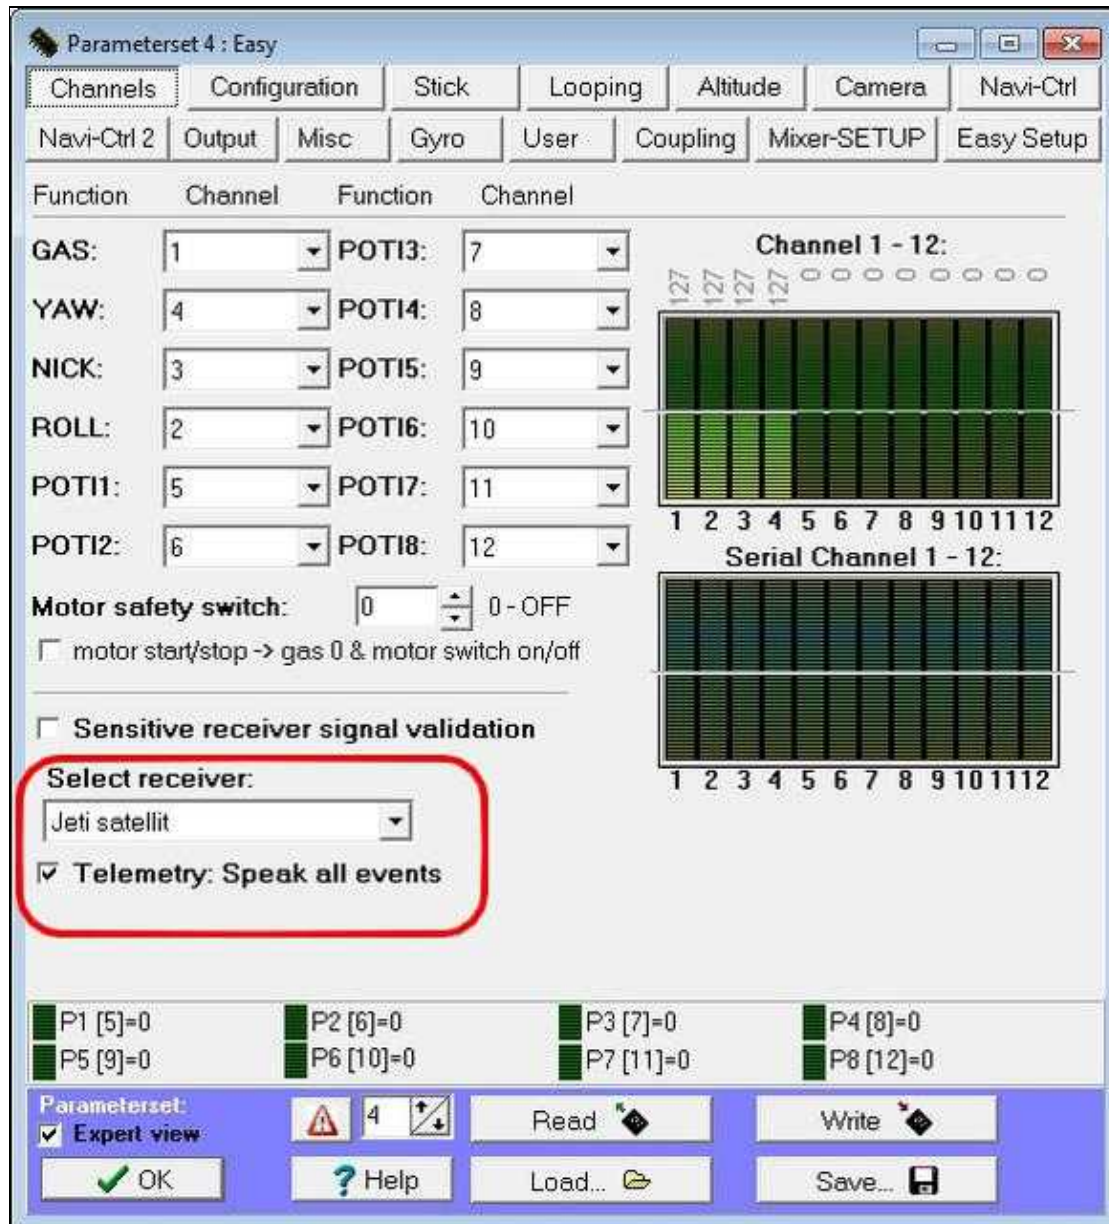 Parameterset 4 : Easy
Channels Configuration Stick Looping Altitude Camera Navi-Ctrl
Navi-Ctrl 2 Output Misc Gyro User Coupling Mixer-SETUP Easy Setup
Function Channel Function Channel
GAS: 1 POTI3: 7
YAW: 4 POTI4: 8
NICK: 3 POTI5: 9
ROLL: 2 POTI6: 10
POTI1: 5 POTI7: 11
POTI2: 6 POTI8: 12
Motor safety switch: 0 0 - OFF
motor start/stop -> gas 0 & motor switch on/off
Sensitive receiver signal validation
Select receiver:
Jeti satellit
Telemetry: Speak all events
Channel 1 - 12:
127 127 127 127 0 0 0 0 0 0 0 0
1 2 3 4 5 6 7 8 9 10 11 12
Serial Channel 1 - 12:
1 2 3 4 5 6 7 8 9 10 11 12
P1 [5]=0 P2 [6]=0 P3 [7]=0 P4 [8]=0
P5 [9]=0 P6 [10]=0 P7 [11]=0 P8 [12]=0
Parameterset:
Expert view 4 Read Write
OK Help Load... Save...